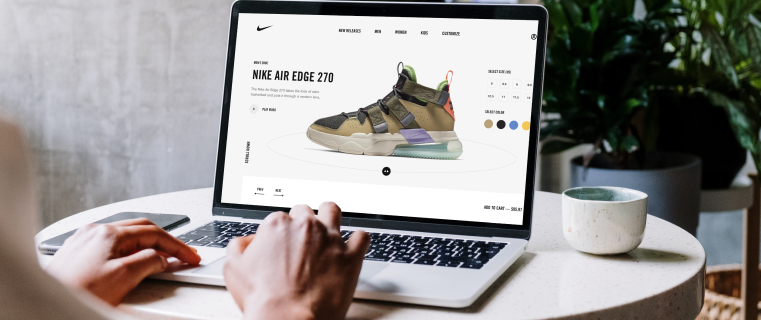 NEW RELEASES
MEN
WOMEN
KIDS
CUSTOMIZE
MEN'S SHOE
NIKE AIR EDGE 270
The Nike Air Edge 270 takes the look of retro
basketball and puts it through a modern lens.
PLAY VIDEO
SELECT SIZE (US)
SELECT COLOR
PREV
NEXT
ADD TO CART —